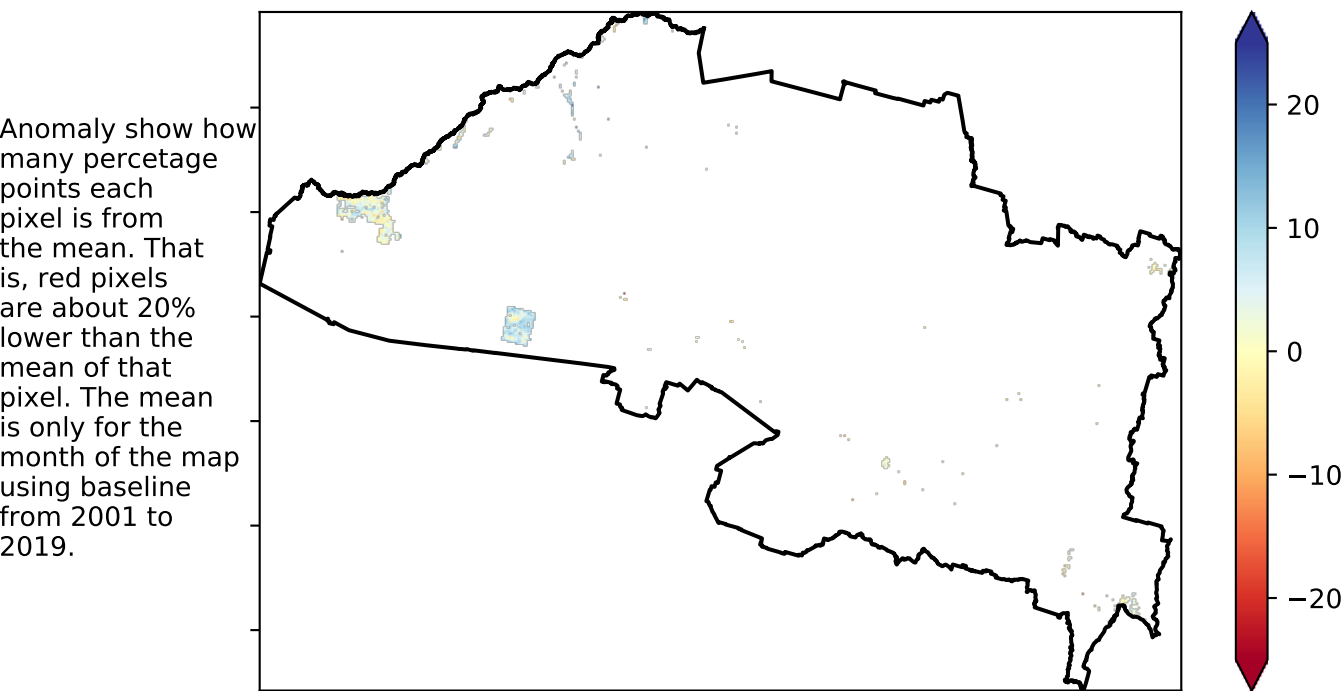 Anomaly show how
many percetage
points each
pixel is from
the mean. That
is, red pixels
are about 20%
lower than the
mean of that
pixel. The mean
is only for the
month of the map
using baseline
from 2001 to
2019.
20
10
0
−10
−20